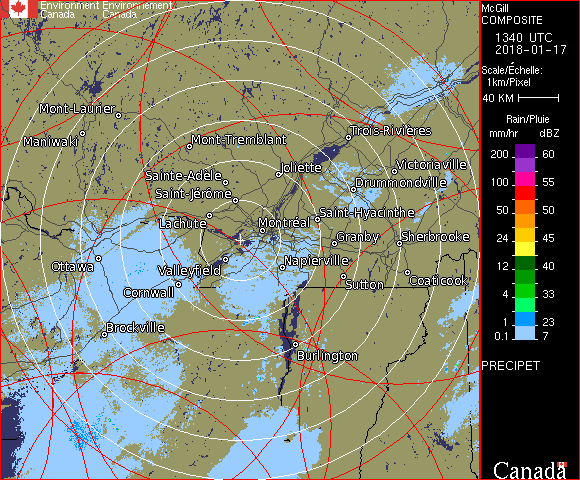 Environment Environnement
Canada Canada
McGill
COMPOSITE
1340 UTC
2018-01-17
Scale/Échelle:
1km/Pixel
40 KM
Rain/Pluie
mm/hr dBZ
200 60
150 57
100 55
50 50
24 45
12 40
4 33
1 23
0.1 7
PRECIPET
Canada
Mont-Laurier
Maniwaki
Mont-Tremblant
Trois-Rivières
Joliette
Victoriaville
Sainte-Adèle
Drummondville
Saint-Jérôme
Lachute
Montréal
Saint-Hyacinthe
Granby
Sherbrooke
Ottawa
Valleyfield
Napierville
Cornwall
Sutton
Coaticook
Brockville
Burlington